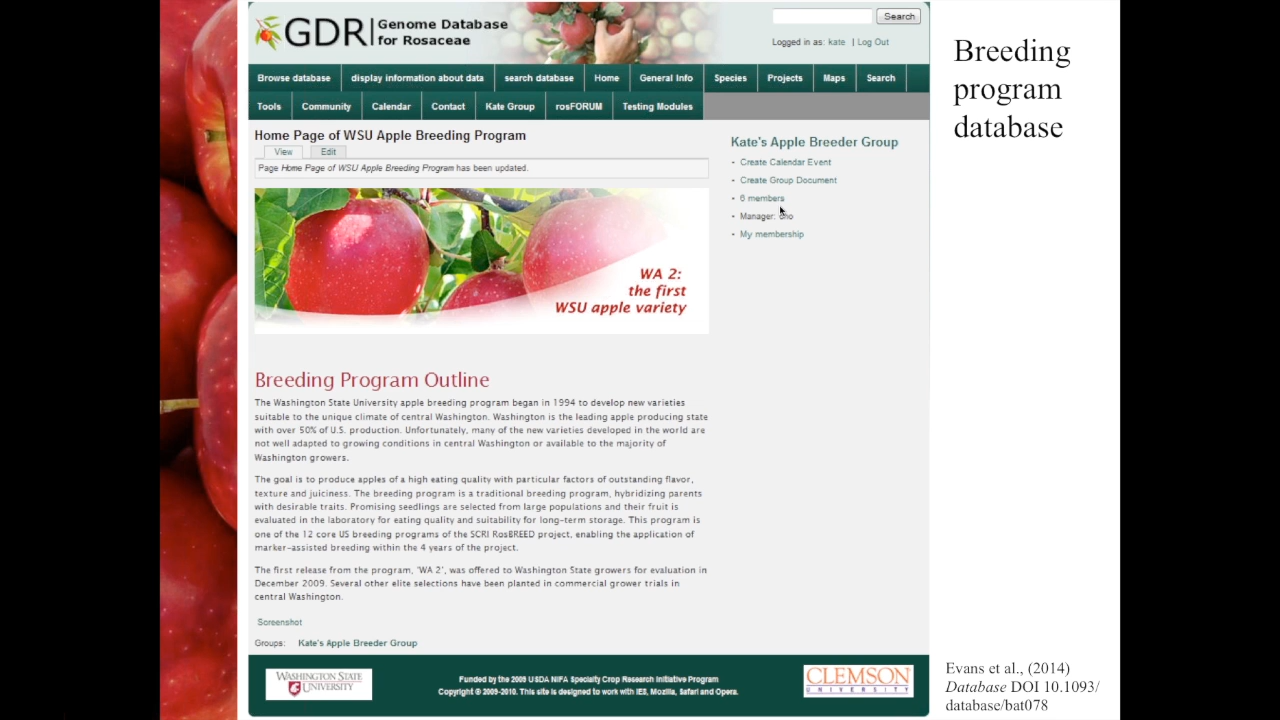 GDR
Genome Database
for Rosaceae
Search
Logged in as: kate | Log Out
Browse database
display information about data
search database
Home
General Info
Species
Projects
Maps
Search
Tools
Community
Calendar
Contact
Kate Group
rosFORUM
Testing Modules
Breeding
program
database
Home Page of WSU Apple Breeding Program
View
Edit
Page Home Page of WSU Apple Breeding Program has been updated.
Kate's Apple Breeder Group
Create Calendar Event
Create Group Document
6 members
Manager:
My membership
WA 2:
the first
WSU apple variety
Breeding Program Outline
The Washington State University apple breeding program began in 1994 to develop new varieties
suitable to the unique climate of central Washington. Washington is the leading apple producing state
with over 50% of U.S. production. Unfortunately, many of the new varieties developed in the world are
not well adapted to growing conditions in central Washington or available to the majority of
Washington growers.
The goal is to produce apples of a high eating quality with particular factors of outstanding flavor,
texture and juiciness. The breeding program is a traditional breeding program, hybridizing parents
with desirable traits. Promising seedlings are selected from large populations and their fruit is
evaluated in the laboratory for eating quality and suitability for long-term storage. This program is
one of the 12 core US breeding programs of the SCRI RosBREED project, enabling the application of
marker-assisted breeding within the 4 years of the project.
The first release from the program, 'WA 2', was offered to Washington State growers for evaluation in
December 2009. Several other elite selections have been planted in commercial grower trials in
central Washington.
Screenshot
Groups: Kate's Apple Breeder Group
WASHINGTON STATE
UNIVERSITY
Funded by the 2009 USDA NIFA Specialty Crop Research Initiative Program
Copyright © 2009-2010. This site is designed to work with IE8, Mozilla, Safari and Opera.
CLEMSON
UNIVERSITY
Evans et al., (2014)
Database DOI 10.1093/
database/bat078